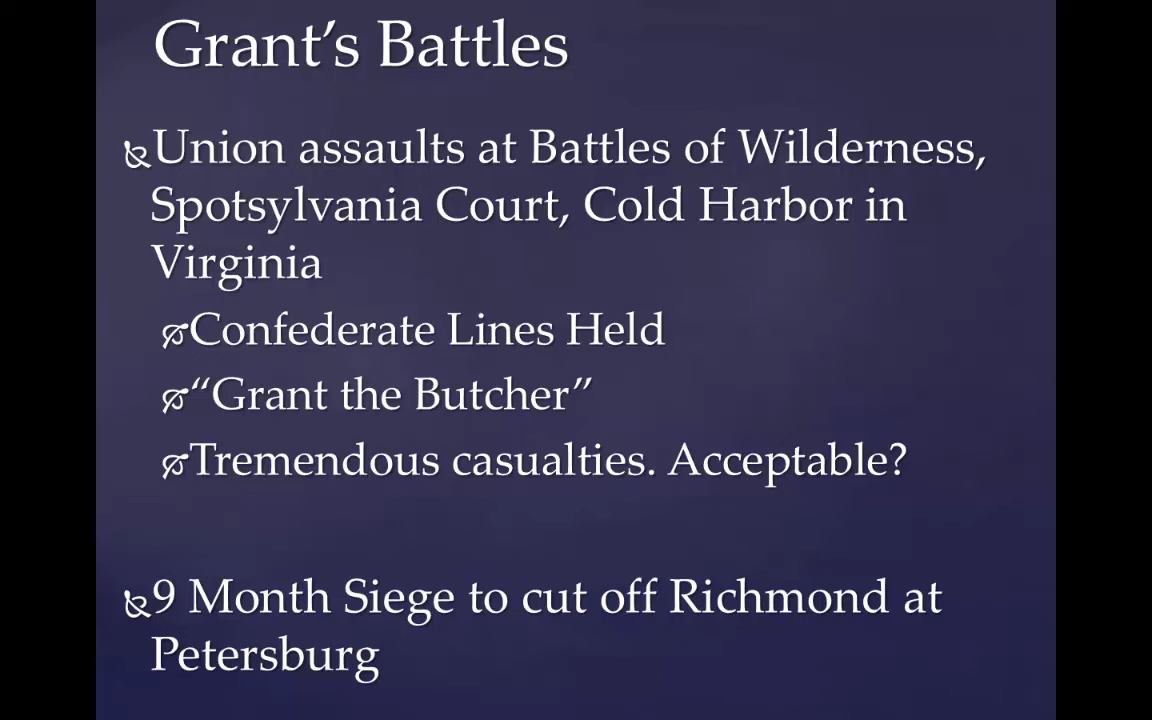 Grant’s Battles
Union assaults at Battles of Wilderness,
Spotsylvania Court, Cold Harbor in
Virginia
Confederate Lines Held
“Grant the Butcher”
Tremendous casualties. Acceptable?
9 Month Siege to cut off Richmond at
Petersburg